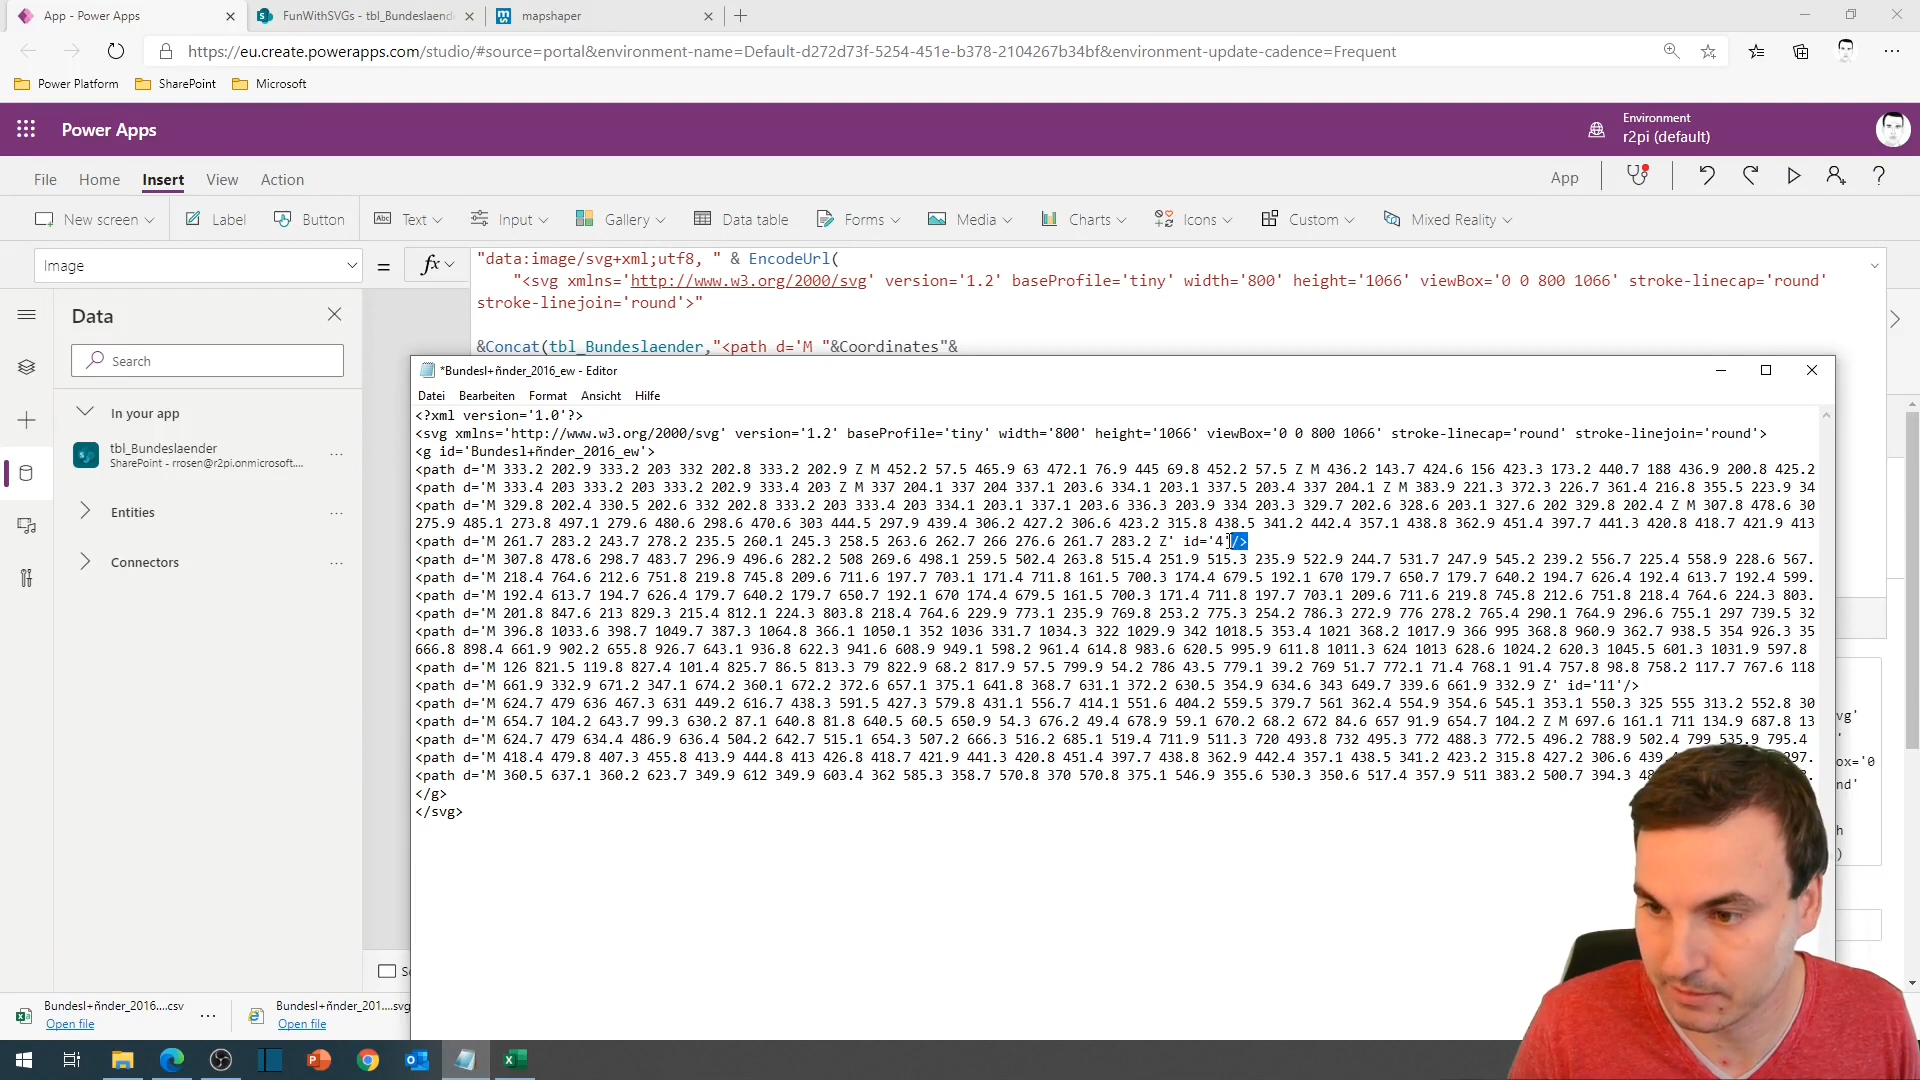 App - Power Apps
FunWithSVGs - tbl_Bundeslaende
mapshaper
https://eu.create.powerapps.com/studio/#source=portal&environment-name=Default-d272d73f-5254-451e-b378-2104267b34bf&environment-update-cadence=Frequent
Power Platform
SharePoint
Microsoft
Power Apps
Environment
r2pi (default)
File
Home
Insert
View
Action
App
New screen
Label
Button
Text
Input
Gallery
Data table
Forms
Media
Charts
Icons
Custom
Mixed Reality
Image
=
fx
"data:image/svg+xml;utf8, " & EncodeUrl(
"<svg xmlns='http://www.w3.org/2000/svg' version='1.2' baseProfile='tiny' width='800' height='1066' viewBox='0 0 800 1066' stroke-linecap='round'
stroke-linejoin='round'>"
&Concat(tbl_Bundeslaender,"<path d='M "&Coordinates"&
Data
Search
In your app
tbl_Bundeslaender
SharePoint - rrosen@r2pi.onmicrosoft....
Entities
Connectors
*Bundesl+ñnder_2016_ew - Editor
Datei
Bearbeiten
Format
Ansicht
Hilfe
<?xml version='1.0'?>
<svg xmlns='http://www.w3.org/2000/svg' version='1.2' baseProfile='tiny' width='800' height='1066' viewBox='0 0 800 1066' stroke-linecap='round' stroke-linejoin='round'>
<g id='Bundesl+ñnder_2016_ew'>
<path d='M 333.2 202.9 333.2 203 332 202.8 333.2 202.9 Z M 452.2 57.5 465.9 63 472.1 76.9 445 69.8 452.2 57.5 Z M 436.2 143.7 424.6 156 423.3 173.2 440.7 188 436.9 200.8 425.2
<path d='M 333.4 203 333.2 203 333.2 202.9 333.4 203 Z M 337 204.1 337 204 337.1 203.6 334.1 203.1 337.5 203.4 337 204.1 Z M 383.9 221.3 372.3 226.7 361.4 216.8 355.5 223.9 34
<path d='M 329.8 202.4 330.5 202.6 332 202.8 333.2 203 333.4 203 334.1 203.1 337.1 203.6 336.3 203.9 334 203.3 329.7 202.6 328.6 203.1 327.6 202 329.8 202.4 Z M 307.8 478.6 30
275.9 485.1 273.8 497.1 279.6 480.6 298.6 470.6 303 444.5 297.9 439.4 306.2 427.2 306.6 423.2 315.8 438.5 341.2 442.4 357.1 438.8 362.9 451.4 397.7 441.3 420.8 418.7 421.9 413
<path d='M 261.7 283.2 243.7 278.2 235.5 260.1 245.3 258.5 263.6 262.7 266 276.6 261.7 283.2 Z' id='4'/>
<path d='M 307.8 478.6 298.7 483.7 296.9 496.6 282.2 508 269.6 498.1 259.5 502.4 263.8 515.4 251.9 515.3 235.9 522.9 244.7 531.7 247.9 545.2 239.2 556.7 225.4 558.9 228.6 567.
<path d='M 218.4 764.6 212.6 751.8 219.8 745.8 209.6 711.6 197.7 703.1 171.4 711.8 161.5 700.3 174.4 679.5 192.1 670 179.7 650.7 179.7 640.2 194.7 626.4 192.4 613.7 192.4 599.
<path d='M 192.4 613.7 194.7 626.4 179.7 640.2 179.7 650.7 192.1 670 174.4 679.5 161.5 700.3 171.4 711.8 197.7 703.1 209.6 711.6 219.8 745.8 212.6 751.8 218.4 764.6 224.3 803.
<path d='M 201.8 847.6 213 829.3 215.4 812.1 224.3 803.8 218.4 764.6 229.9 773.1 235.9 769.8 253.2 775.3 254.2 786.3 272.9 776 278.2 765.4 290.1 764.9 296.6 755.1 297 739.5 32
<path d='M 396.8 1033.6 398.7 1049.7 387.3 1064.8 366.1 1050.1 352 1036 331.7 1034.3 322 1029.9 342 1018.5 353.4 1021 368.2 1017.9 366 995 368.8 960.9 362.7 938.5 354 926.3 35
666.8 898.4 661.9 902.2 655.8 926.7 643.1 936.8 622.3 941.6 608.9 949.1 598.2 961.4 614.8 983.6 620.5 995.9 611.8 1011.3 624 1013 628.6 1024.2 620.3 1045.5 601.3 1031.9 597.8
<path d='M 126 821.5 119.8 827.4 101.4 825.7 86.5 813.3 79 822.9 68.2 817.9 57.5 799.9 54.2 786 43.5 779.1 39.2 769 51.7 772.1 71.4 768.1 91.4 757.8 98.8 758.2 117.7 767.6 118
<path d='M 661.9 332.9 671.2 347.1 674.2 360.1 672.2 372.6 657.1 375.1 641.8 368.7 631.1 372.2 630.5 354.9 634.6 343 649.7 339.6 661.9 332.9 Z' id='11'/>
<path d='M 624.7 479 636 467.3 631 449.2 616.7 438.3 591.5 427.3 579.8 431.1 556.7 414.1 551.6 404.2 559.5 379.7 561 362.4 554.9 354.6 545.1 353.1 550.3 325 555 313.2 552.8 30
<path d='M 654.7 104.2 643.7 99.3 630.2 87.1 640.8 81.8 640.5 60.5 650.9 54.3 676.2 49.4 678.9 59.1 670.2 68.2 672 84.6 657 91.9 654.7 104.2 Z M 697.6 161.1 711 134.9 687.8 13
<path d='M 624.7 479 634.4 486.9 636.4 504.2 642.7 515.1 654.3 507.2 666.3 516.2 685.1 519.4 711.9 511.3 720 493.8 732 495.3 772 488.3 772.5 496.2 788.9 502.4 799 535.9 795.4
<path d='M 418.4 479.8 407.3 455.8 413.9 444.8 413 426.8 418.7 421.9 441.3 420.8 451.4 397.7 438.8 362.9 442.4 357.1 438.5 341.2 423.2 315.8 427.2 306.6 439.
<path d='M 360.5 637.1 360.2 623.7 349.9 612 349.9 603.4 362 585.3 358.7 570.8 370 570.8 375.1 546.9 355.6 530.3 350.6 517.4 357.9 511 383.2 500.7 394.3
</g>
</svg>
Bundesl+ñnder_2016....csv
Open file
Bundesl+ñnder_201....svg
Open file